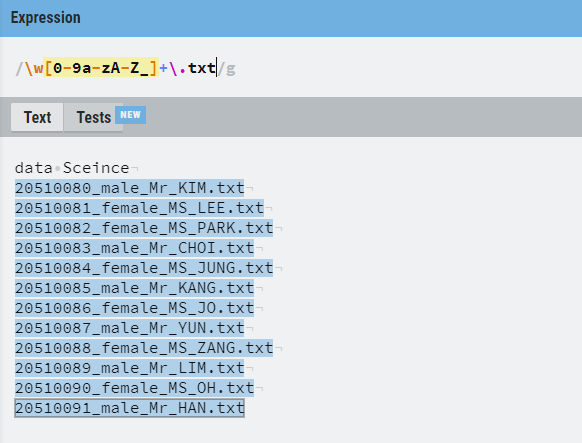 Expression
/\w[0-9a-zA-Z_]+\.txt/g
Text Tests NEW
data Sceince
20510080_male_Mr_KIM.txt
20510081_female_MS_LEE.txt
20510082_female_MS_PARK.txt
20510083_male_Mr_CHOI.txt
20510084_female_MS_JUNG.txt
20510085_male_Mr_KANG.txt
20510086_female_MS_JO.txt
20510087_male_Mr_YUN.txt
20510088_female_MS_ZANG.txt
20510089_male_Mr_LIM.txt
20510090_female_MS_OH.txt
20510091_male_Mr_HAN.txt